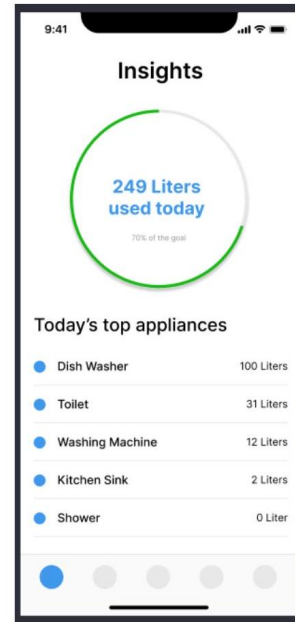 9:41
Insights
249 Liters
used today
70% of the goal
Today's top appliances
Dish Washer 100 Liters
Toilet 31 Liters
Washing Machine 12 Liters
Kitchen Sink 2 Liters
Shower 0 Liter